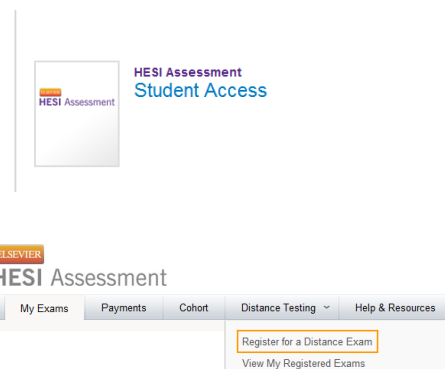 HESI Assessment
Student Access
ELSEVIER
HESI Assessment
ELSEVIER
HESI Assessment
My Exams Payments Cohort Distance Testing Help & Resources
Register for a Distance Exam
View My Registered Exams